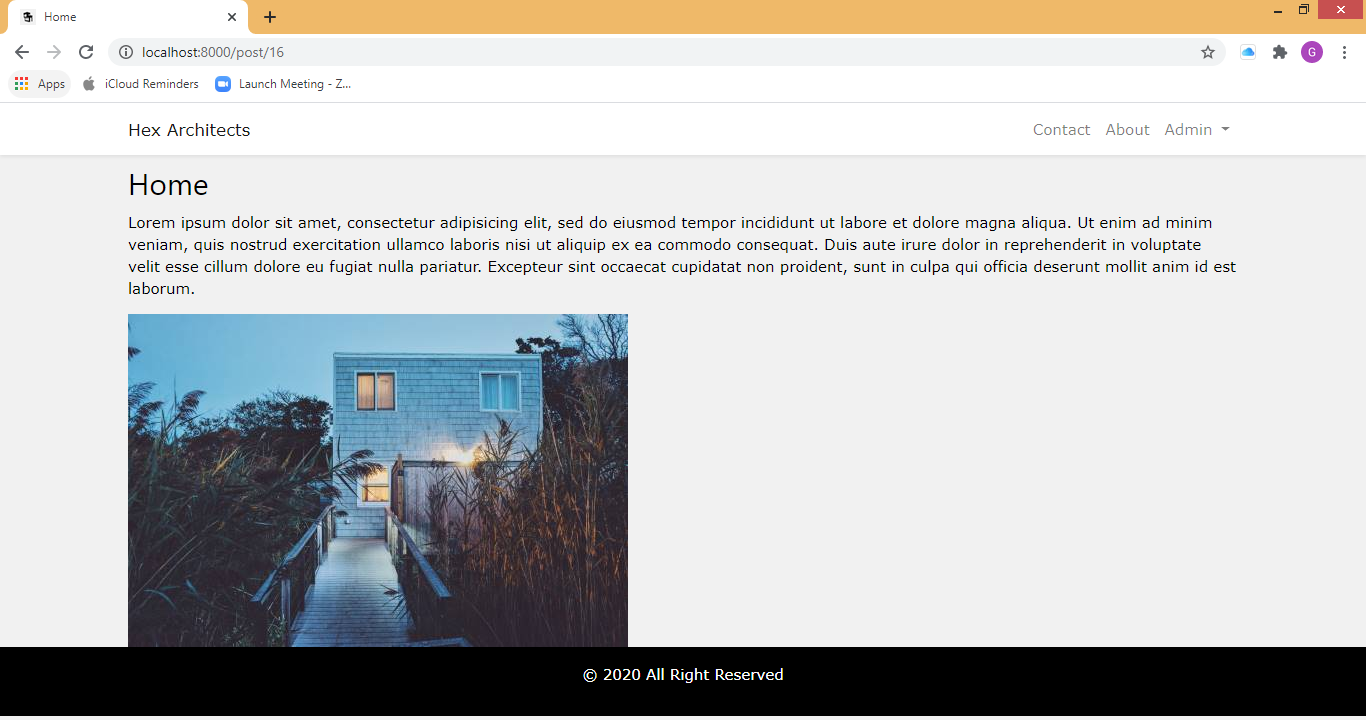 Home
localhost:8000/post/16
G
Apps
iCloud Reminders
Launch Meeting - Z...
Hex Architects
Contact
About
Admin
Home
Lorem ipsum dolor sit amet, consectetur adipisicing elit, sed do eiusmod tempor incididunt ut labore et dolore magna aliqua. Ut enim ad minim
veniam, quis nostrud exercitation ullamco laboris nisi ut aliquip ex ea commodo consequat. Duis aute irure dolor in reprehenderit in voluptate
velit esse cillum dolore eu fugiat nulla pariatur. Excepteur sint occaecat cupidatat non proident, sunt in culpa qui officia deserunt mollit anim id est
laborum.
© 2020 All Right Reserved